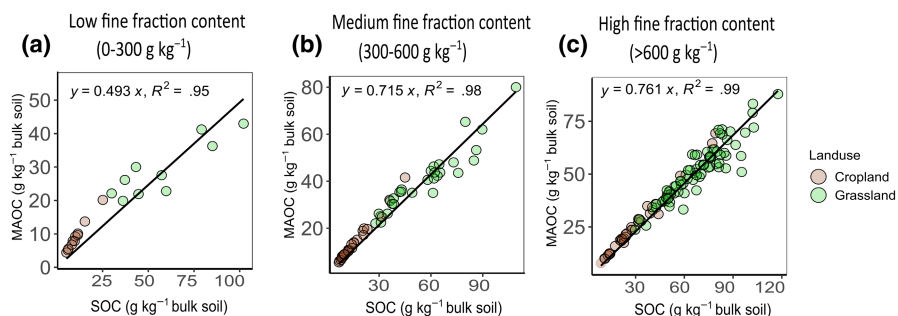 Low fine fraction content
(a) (0-300 g kg⁻¹)
y = 0.493 x, R² = .95
MAOC (g kg⁻¹ bulk soil)
50
40
30
20
10
0
25 50 75 100
SOC (g kg⁻¹ bulk soil)
Medium fine fraction content
(b) (300-600 g kg⁻¹)
y = 0.715 x, R² = .98
MAOC (g kg⁻¹ bulk soil)
80
60
40
20
30 60 90
SOC (g kg⁻¹ bulk soil)
High fine fraction content
(c) (>600 g kg⁻¹)
y = 0.761 x, R² = .99
MAOC (g kg⁻¹ bulk soil)
75
50
25
30 60 90 120
SOC (g kg⁻¹ bulk soil)
Landuse
Cropland
Grassland